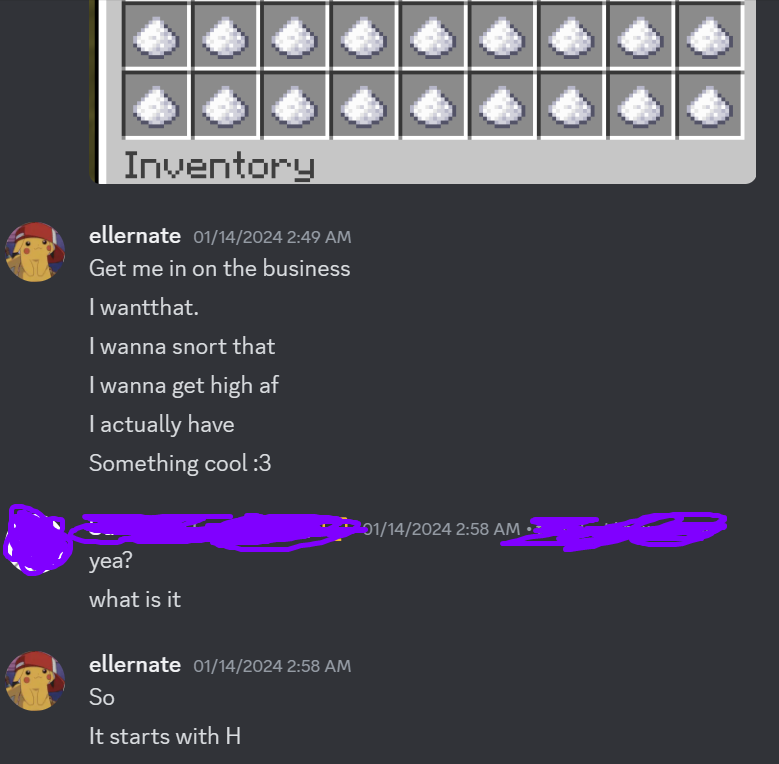 Inventory
ellernate 01/14/2024 2:49 AM
Get me in on the business
I wantthat.
I wanna snort that
I wanna get high af
I actually have
Something cool :3
01/14/2024 2:58 AM •
yea?
what is it
ellernate 01/14/2024 2:58 AM
So
It starts with H